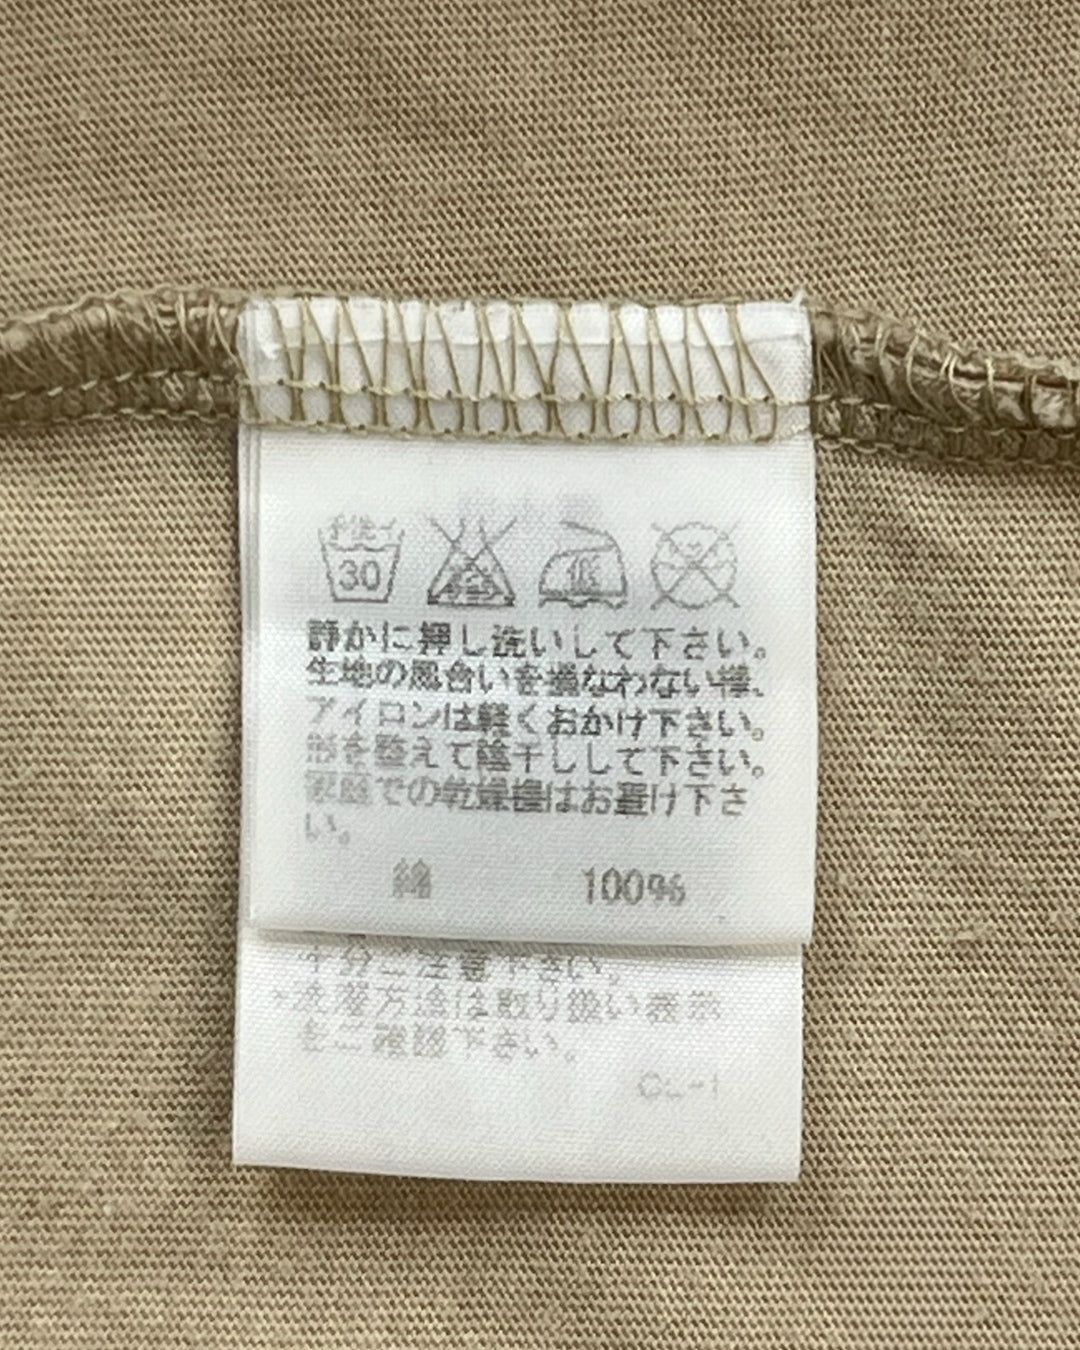 手洗イ
30
静かに押し洗いして下さい。
生地の風合いを損なわない様、
アイロンは軽くおかけ下さい。
形を整えて陰干しして下さい。
家庭での乾燥機はお避け下さ
い。
綿 100%
十分ご注意下さい。
洗濯方法は取り扱い表示
をご確認下さい。
CL-1